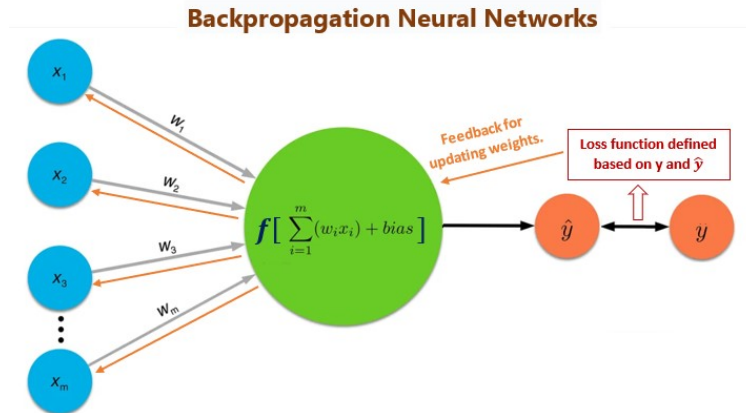 Backpropagation Neural Networks
x₁
W₁
x₂
W₂
x₃
W₃
xₘ
Wₘ
f[ ∑ᵢ₌₁ᵐ (wᵢxᵢ) + bias ]
Feedback for
updating weights.
Loss function defined
based on y and ŷ
ŷ
y